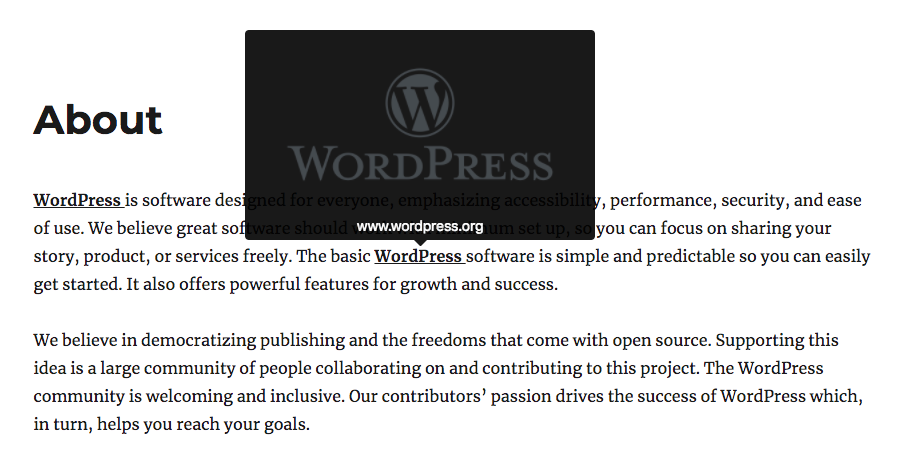 WORDPRESS
www.wordpress.org
About
WordPress is software designed for everyone, emphasizing accessibility, performance, security, and ease
of use. We believe great software should set up, so you can focus on sharing your
story, product, or services freely. The basic WordPress software is simple and predictable so you can easily
get started. It also offers powerful features for growth and success.
We believe in democratizing publishing and the freedoms that come with open source. Supporting this
idea is a large community of people collaborating on and contributing to this project. The WordPress
community is welcoming and inclusive. Our contributors’ passion drives the success of WordPress which,
in turn, helps you reach your goals.